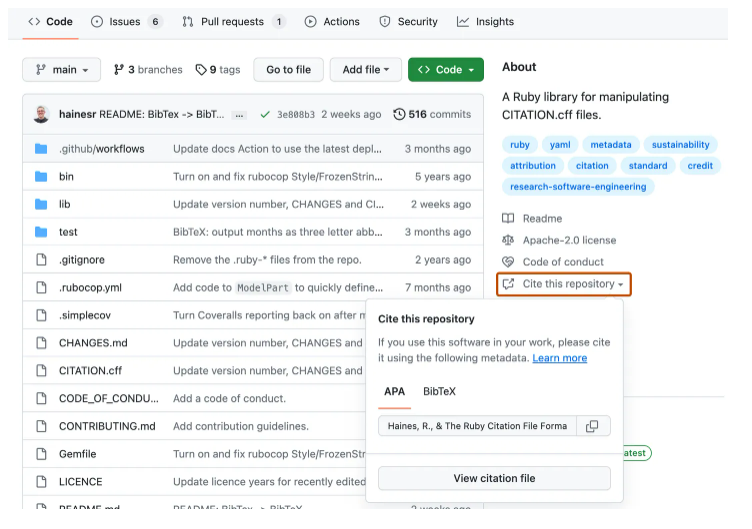 Code
Issues 6
Pull requests 1
Actions
Security
Insights
main
3 branches
9 tags
Go to file
Add file
Code
hainesr README: BibTex -> BibT... ... 3e808b3 2 weeks ago 516 commits
.github/workflows Update docs Action to use the latest depl... 3 months ago
bin Turn on and fix rubocop Style/FrozenStrin... 5 years ago
lib Update version number, CHANGES and CI... 2 weeks ago
test BibTeX: output months as three letter abb... 3 months ago
.gitignore Remove the .ruby-* files from the repo. 2 years ago
.rubocop.yml Add code to ModelPart to quickly define... 7 months ago
.simplecov Turn Coveralls reporting back on after m
CHANGES.md Update version number, CHANGES and
CITATION.cff Update version number, CHANGES and
CODE_OF_CONDU... Add a code of conduct.
CONTRIBUTING.md Add contribution guidelines.
Gemfile Turn on and fix rubocop Style/FrozenStr
LICENCE Update licence years for recently edited
README.md README: BibTex -> BibTeX 2 weeks ago
About
A Ruby library for manipulating
CITATION.cff files.
ruby yaml metadata sustainability
attribution citation standard credit
research-software-engineering
Readme
Apache-2.0 license
Code of conduct
Cite this repository
Cite this repository
If you use this software in your work, please cite
it using the following metadata. Learn more
APA BibTeX
Haines, R., & The Ruby Citation File Forma
View citation file
atest